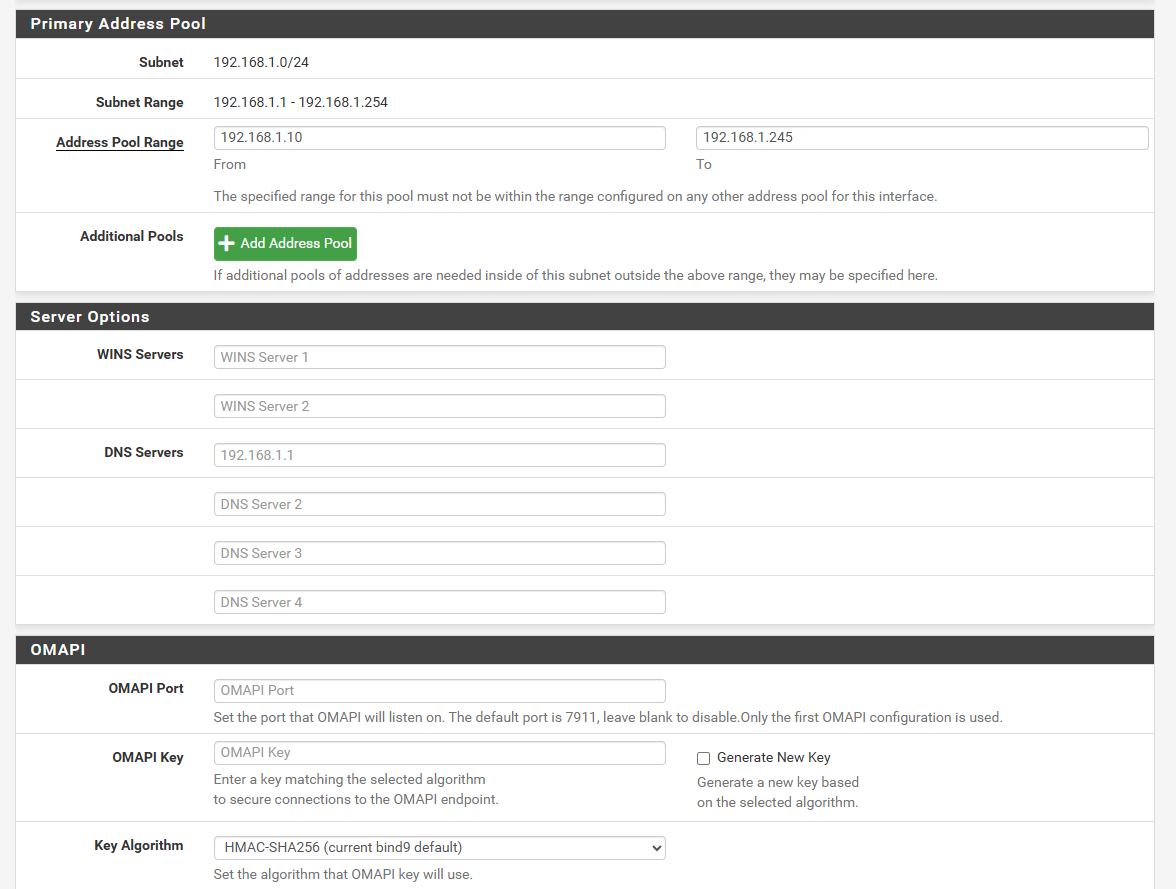 Primary Address Pool
Subnet 192.168.1.0/24
Subnet Range 192.168.1.1 - 192.168.1.254
Address Pool Range 192.168.1.10 192.168.1.245
From To
The specified range for this pool must not be within the range configured on any other address pool for this interface.
Additional Pools Add Address Pool
If additional pools of addresses are needed inside of this subnet outside the above range, they may be specified here.
Server Options
WINS Servers WINS Server 1
WINS Server 2
DNS Servers 192.168.1.1
DNS Server 2
DNS Server 3
DNS Server 4
OMAPI
OMAPI Port OMAPI Port
Set the port that OMAPI will listen on. The default port is 7911, leave blank to disable.Only the first OMAPI configuration is used.
OMAPI Key OMAPI Key Generate New Key
Enter a key matching the selected algorithm Generate a new key based
to secure connections to the OMAPI endpoint. on the selected algorithm.
Key Algorithm HMAC-SHA256 (current bind9 default)
Set the algorithm that OMAPI key will use.